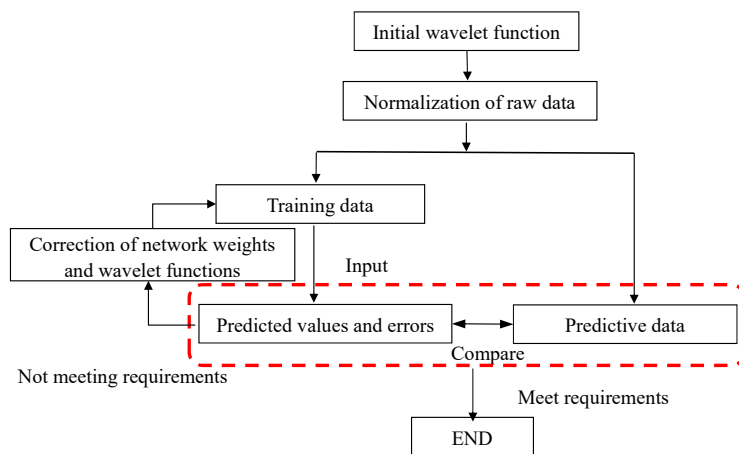 Initial wavelet function
Normalization of raw data
Training data
Correction of network weights
and wavelet functions
Input
Predicted values and errors
Predictive data
Compare
Not meeting requirements
Meet requirements
END